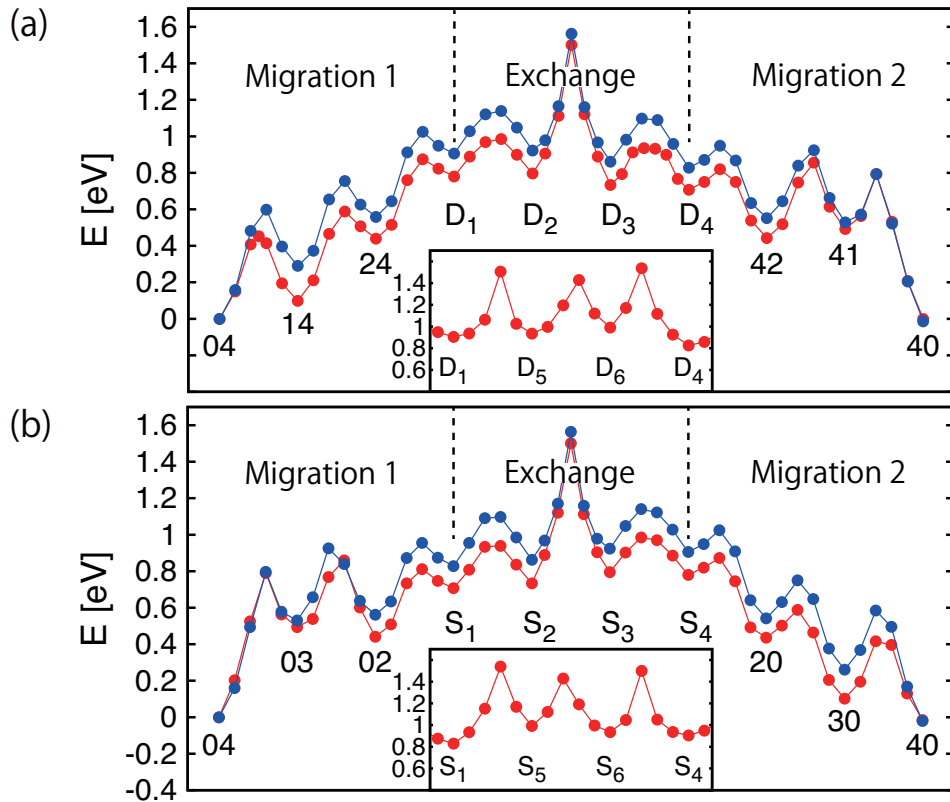 (a)
E [eV]
1.6
1.4
1.2
1
0.8
0.6
0.4
0.2
0
Migration 1
Exchange
Migration 2
D1
D2
D3
D4
04
14
24
42
41
40
1.4
1.2
1
0.8
0.6
D1
D5
D6
D4
(b)
E [eV]
1.6
1.4
1.2
1
0.8
0.6
0.4
0.2
0
-0.2
-0.4
Migration 1
Exchange
Migration 2
S1
S2
S3
S4
04
03
02
20
30
40
1.4
1.2
1
0.8
0.6
S1
S5
S6
S4